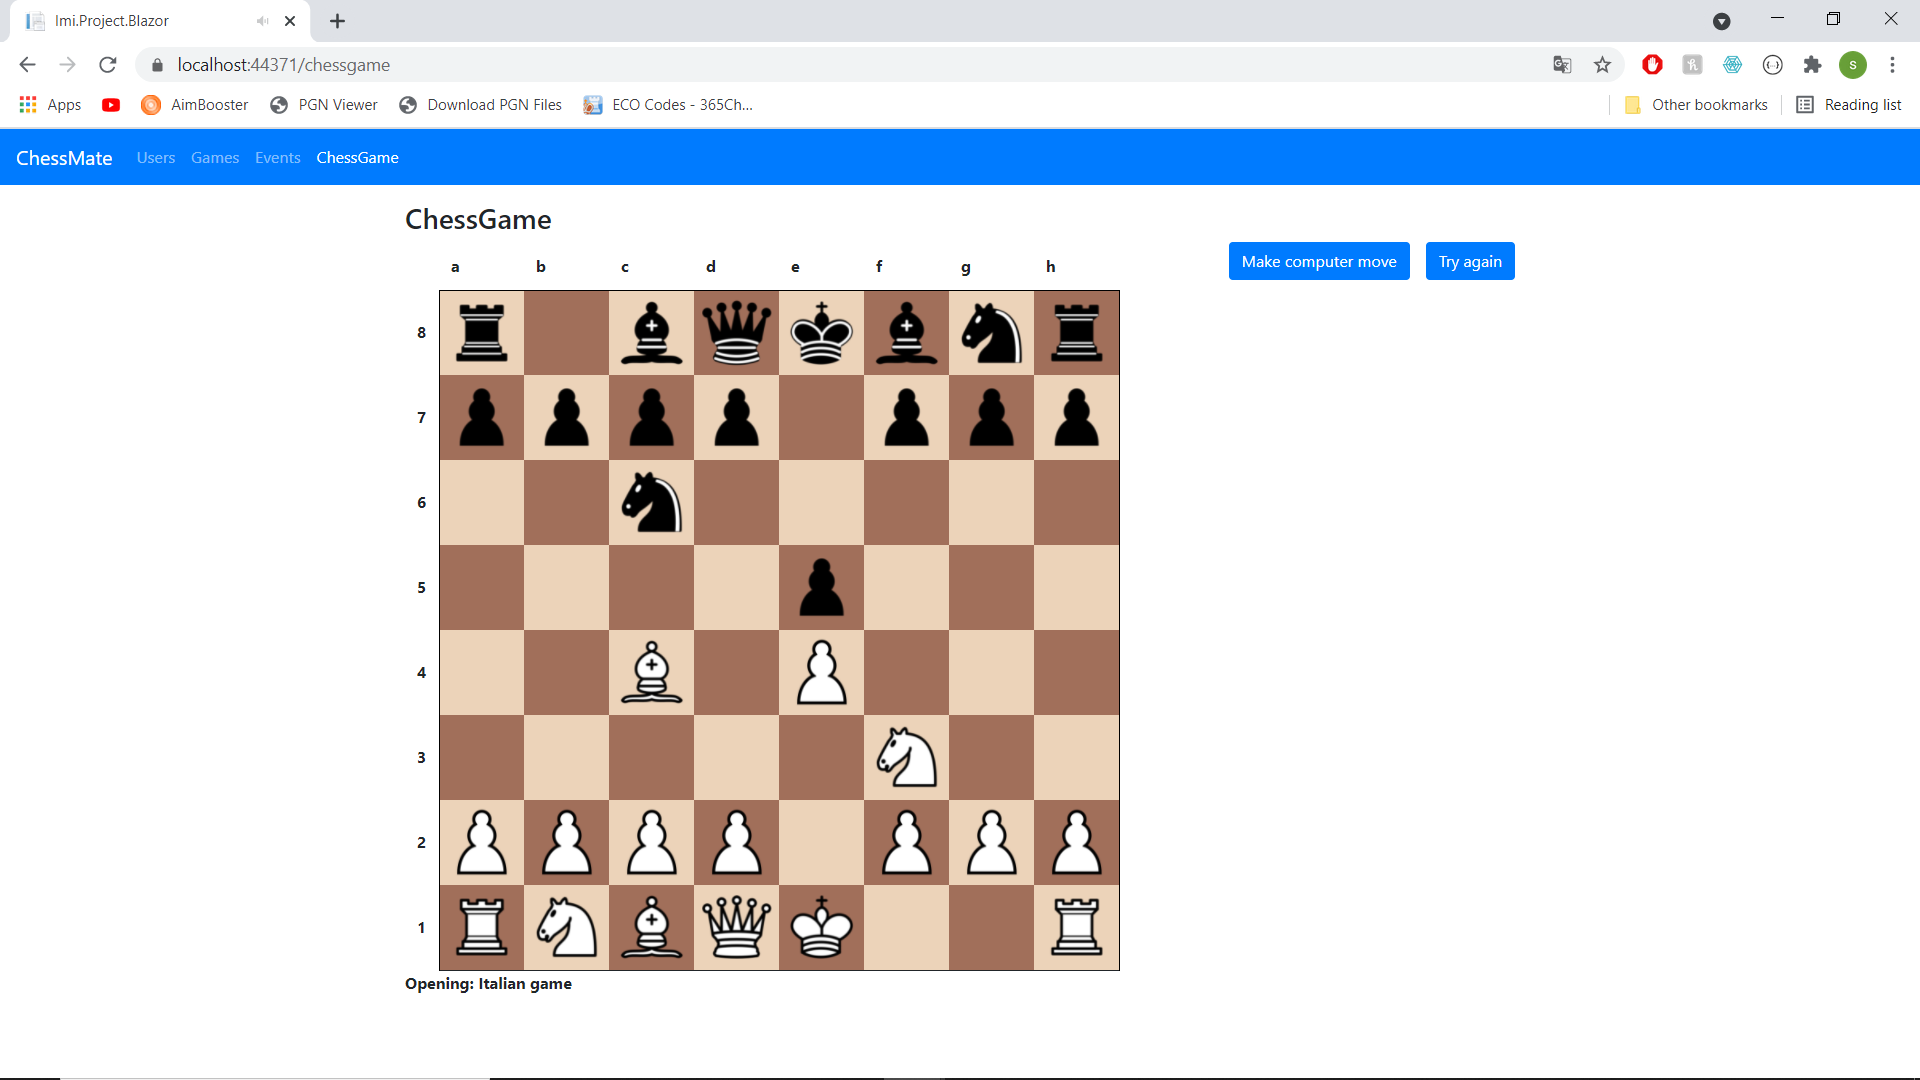 Imi.Project.Blazor
localhost:44371/chessgame
S
Apps AimBooster PGN Viewer Download PGN Files ECO Codes - 365Ch... Other bookmarks Reading list
ChessMate Users Games Events ChessGame
ChessGame
Make computer move Try again
a b c d e f g h
8
7
6
5
4
3
2
1
Opening: Italian game